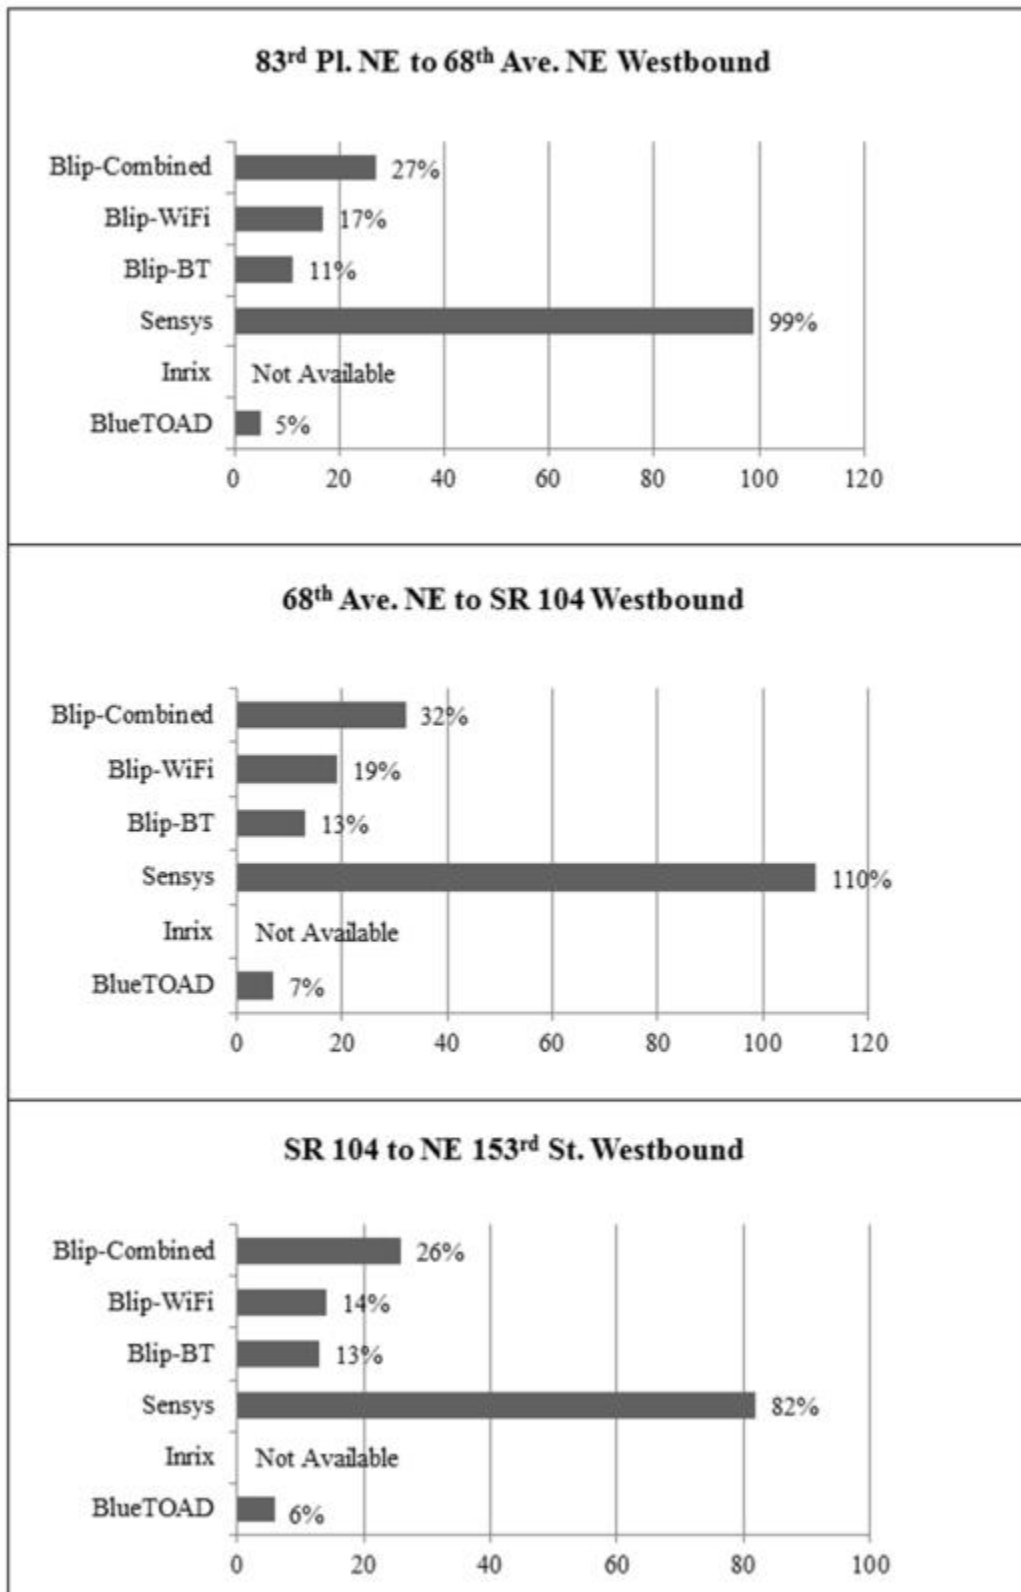 83rd Pl. NE to 68th Ave. NE Westbound
Blip-Combined 27%
Blip-WiFi 17%
Blip-BT 11%
Sensys 99%
Inrix Not Available
BlueTOAD 5%
0 20 40 60 80 100 120
68th Ave. NE to SR 104 Westbound
Blip-Combined 32%
Blip-WiFi 19%
Blip-BT 13%
Sensys 110%
Inrix Not Available
BlueTOAD 7%
0 20 40 60 80 100 120
SR 104 to NE 153rd St. Westbound
Blip-Combined 26%
Blip-WiFi 14%
Blip-BT 13%
Sensys 82%
Inrix Not Available
BlueTOAD 6%
0 20 40 60 80 100